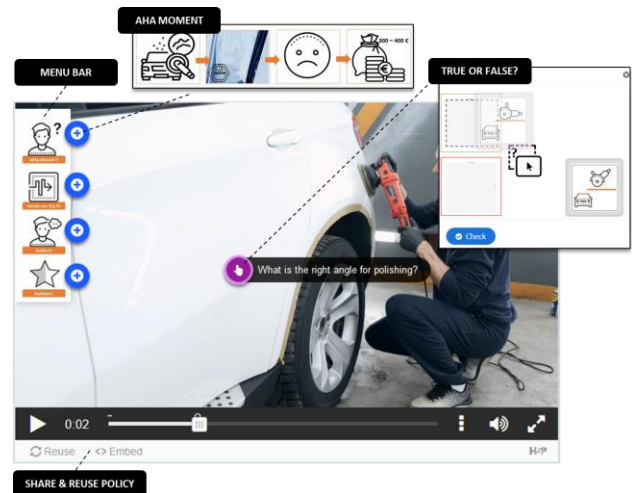 AHA MOMENT
300 – 400 €
MENU BAR
TRUE OR FALSE?
?
?
Check
What is the right angle for polishing?
0:02
Reuse
<> Embed
H5P
SHARE & REUSE POLICY